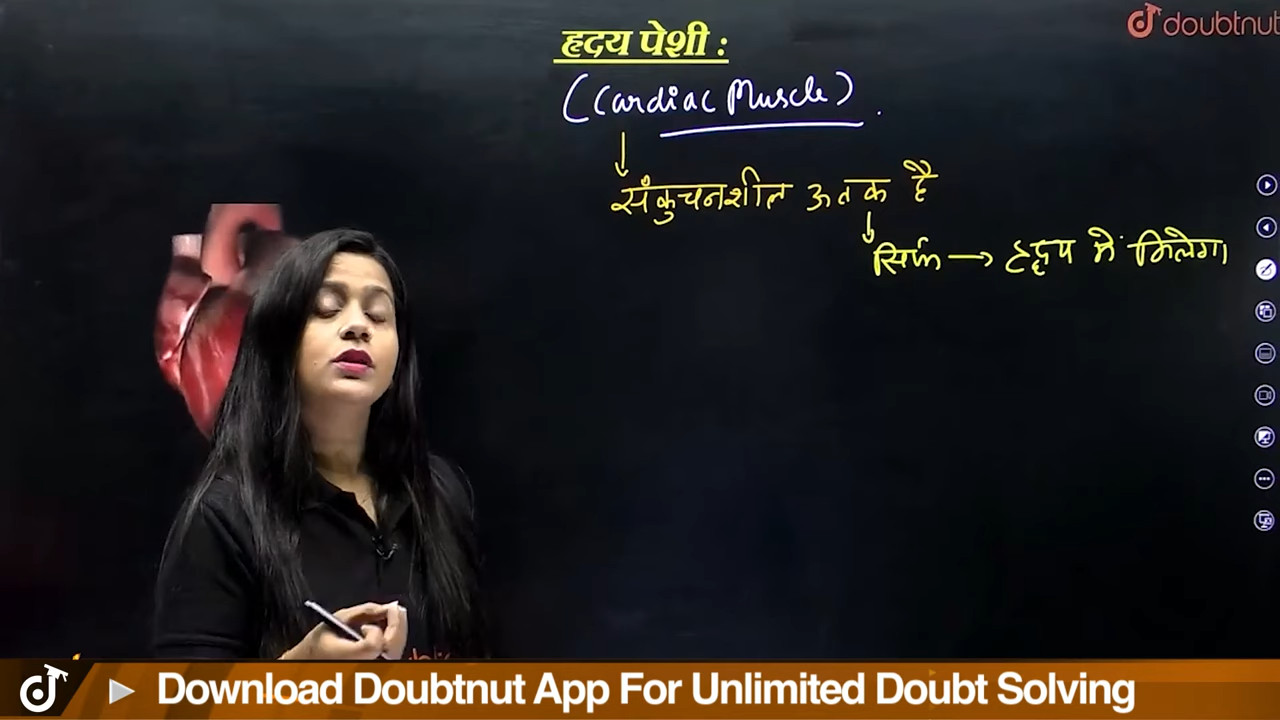 हृदय पेशी :
doubtnut
(Cardiac Muscle)
संकुचनशील ऊतक है
सिर्फ → हृदय में मिलेगा
Download Doubtnut App For Unlimited Doubt Solving